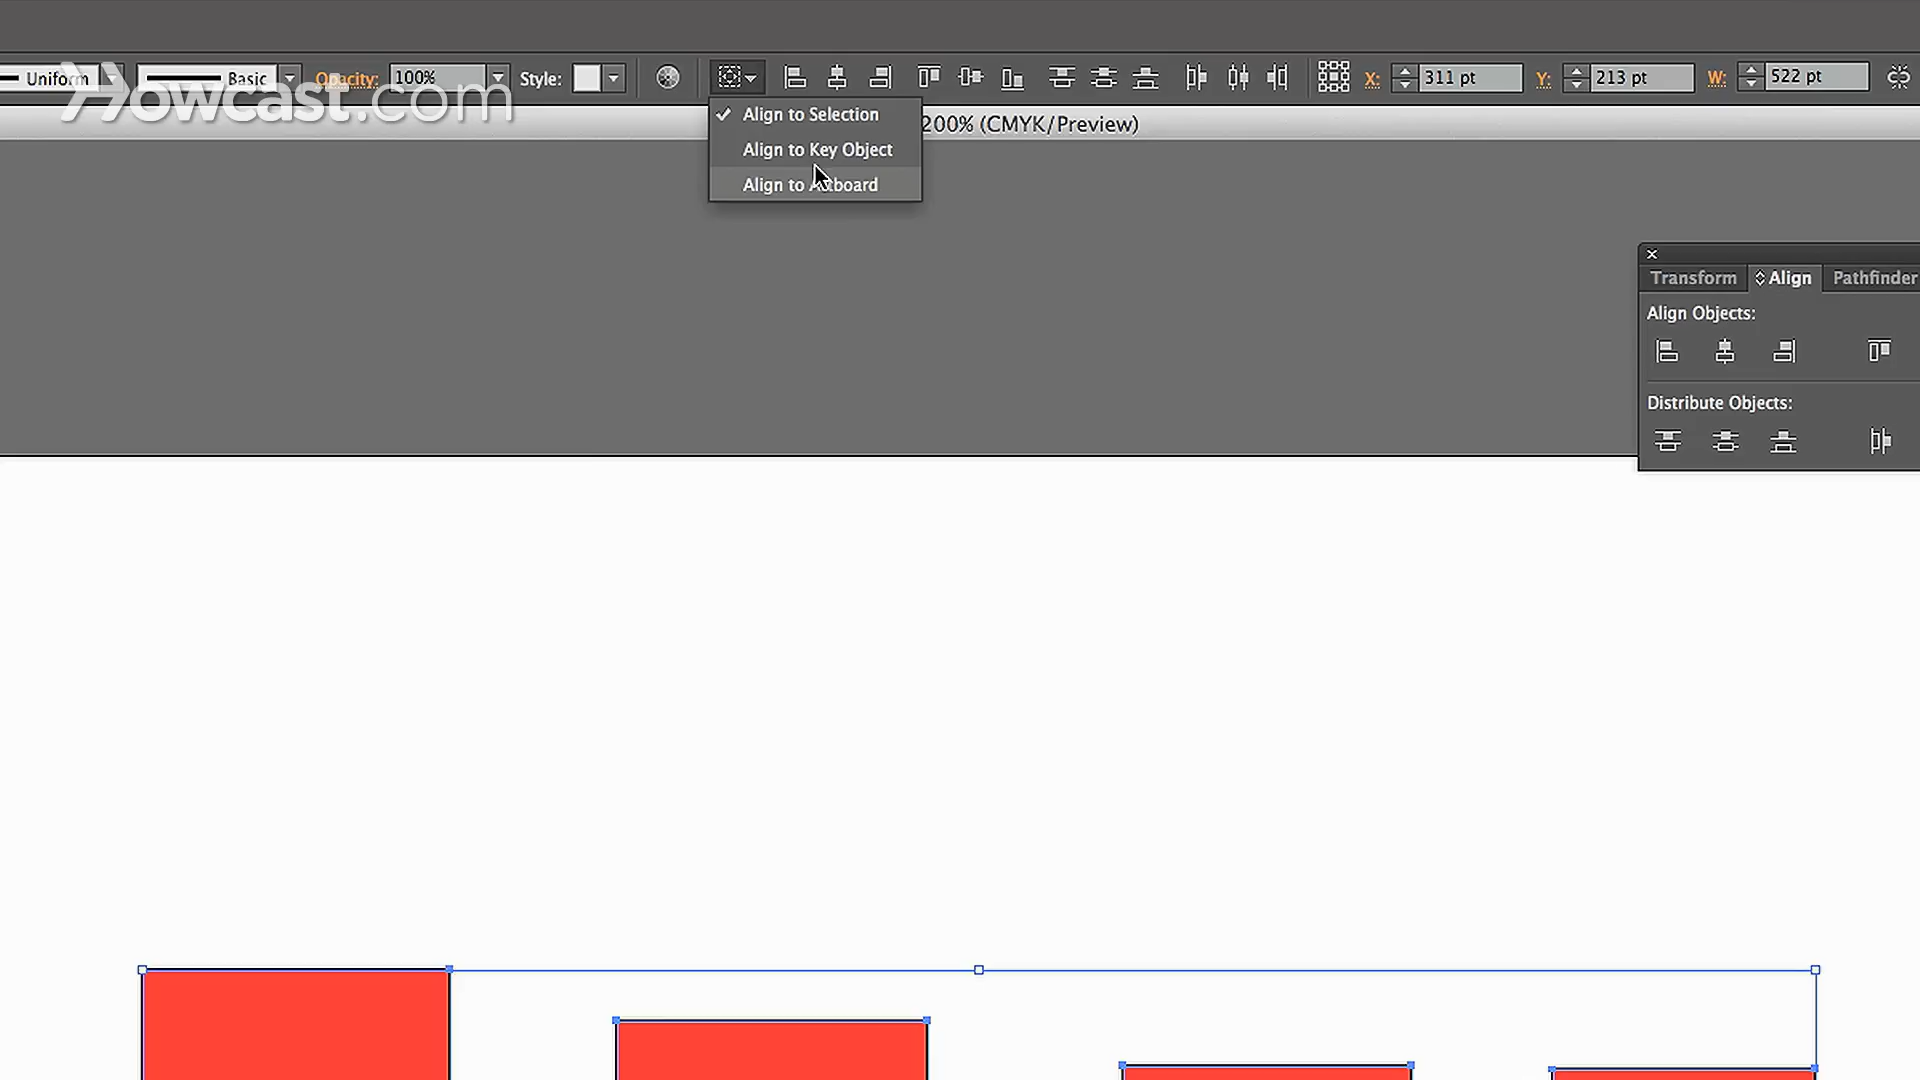 Uniform Basic Opacity: 100% Style: X: 311 pt Y: 213 pt W: 522 pt
Howcast.com
Align to Selection
200% (CMYK/Preview)
Align to Key Object
Align to Artboard
Transform Align Pathfinder
Align Objects:
Distribute Objects: